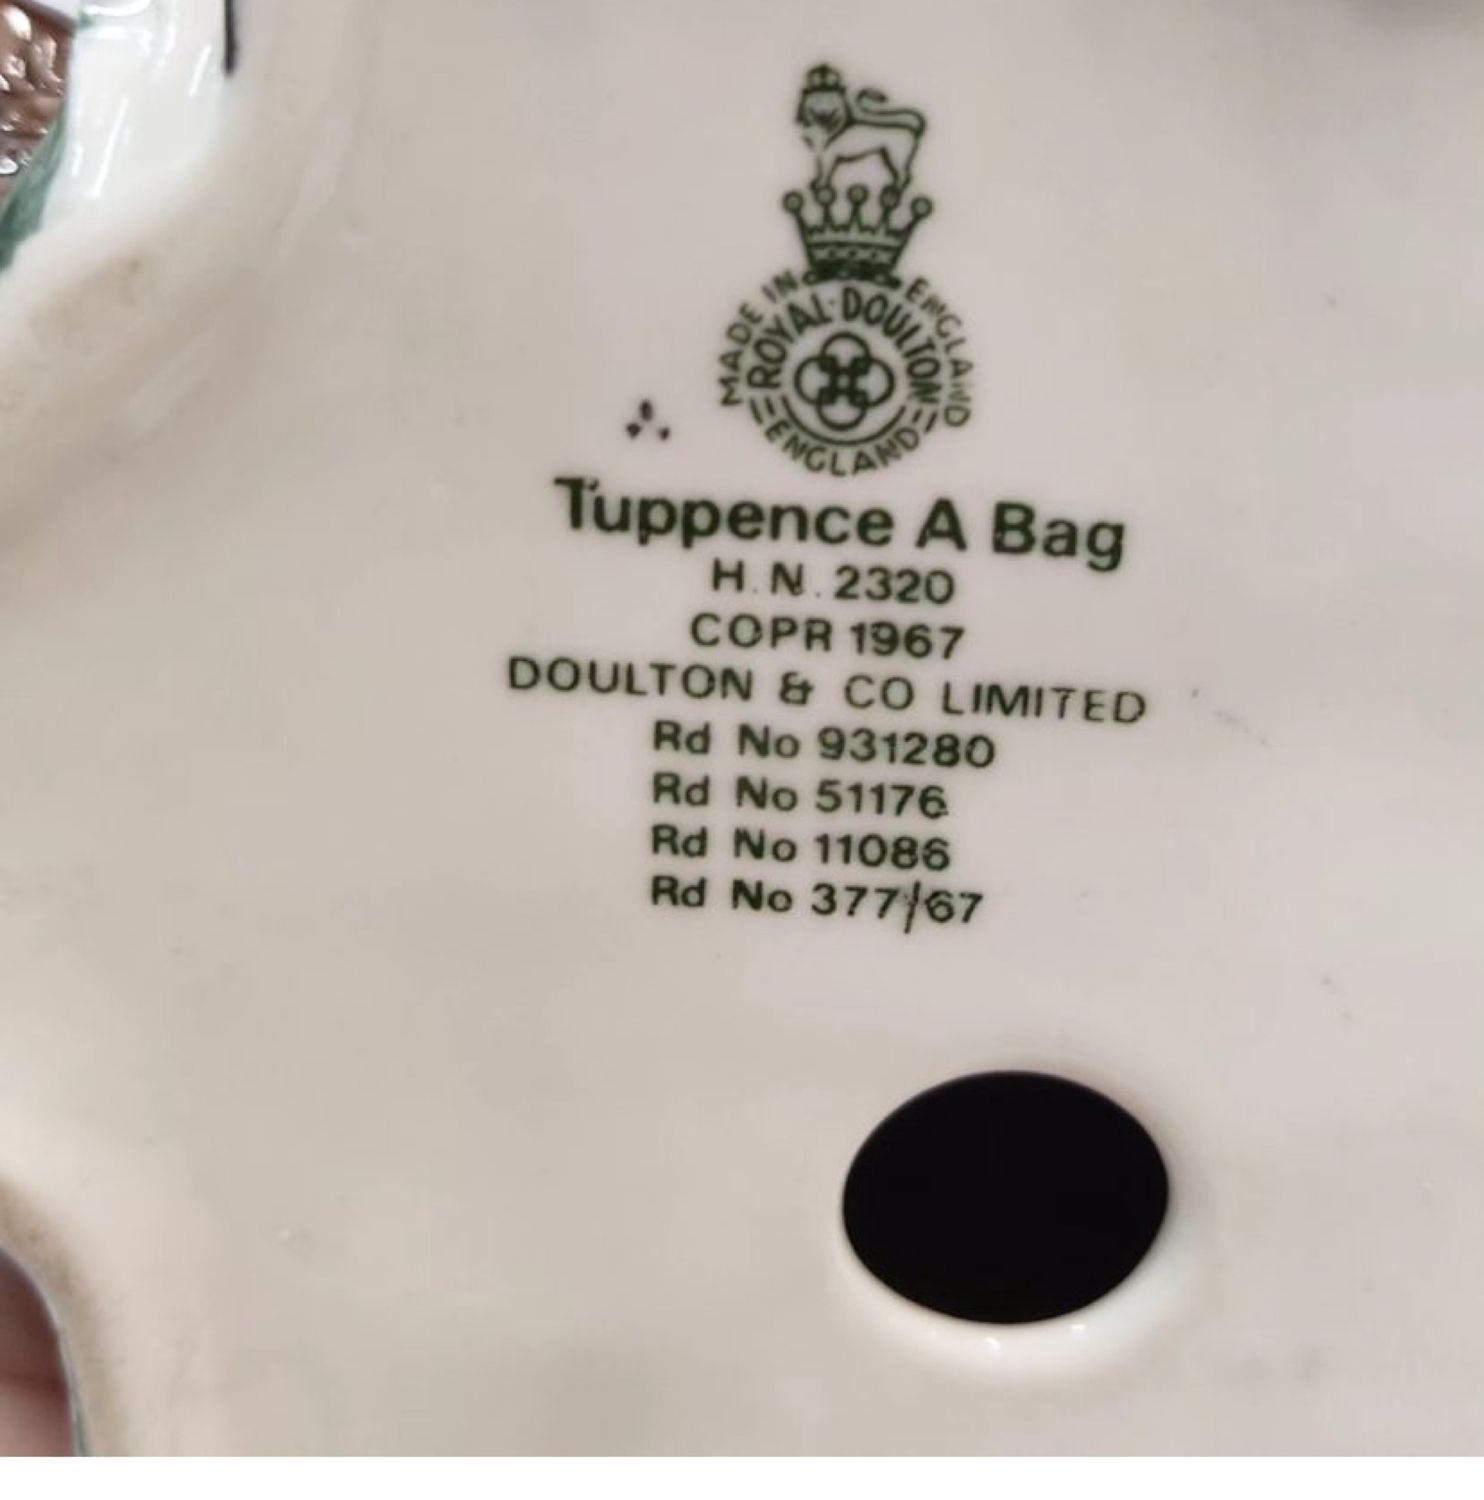 MADE IN ENGLAND
ROYAL·DOULTON
ENGLAND
Tuppence A Bag
H.N.2320
COPR 1967
DOULTON & CO LIMITED
Rd No 931280
Rd No 51176
Rd No 11086
Rd No 377/67